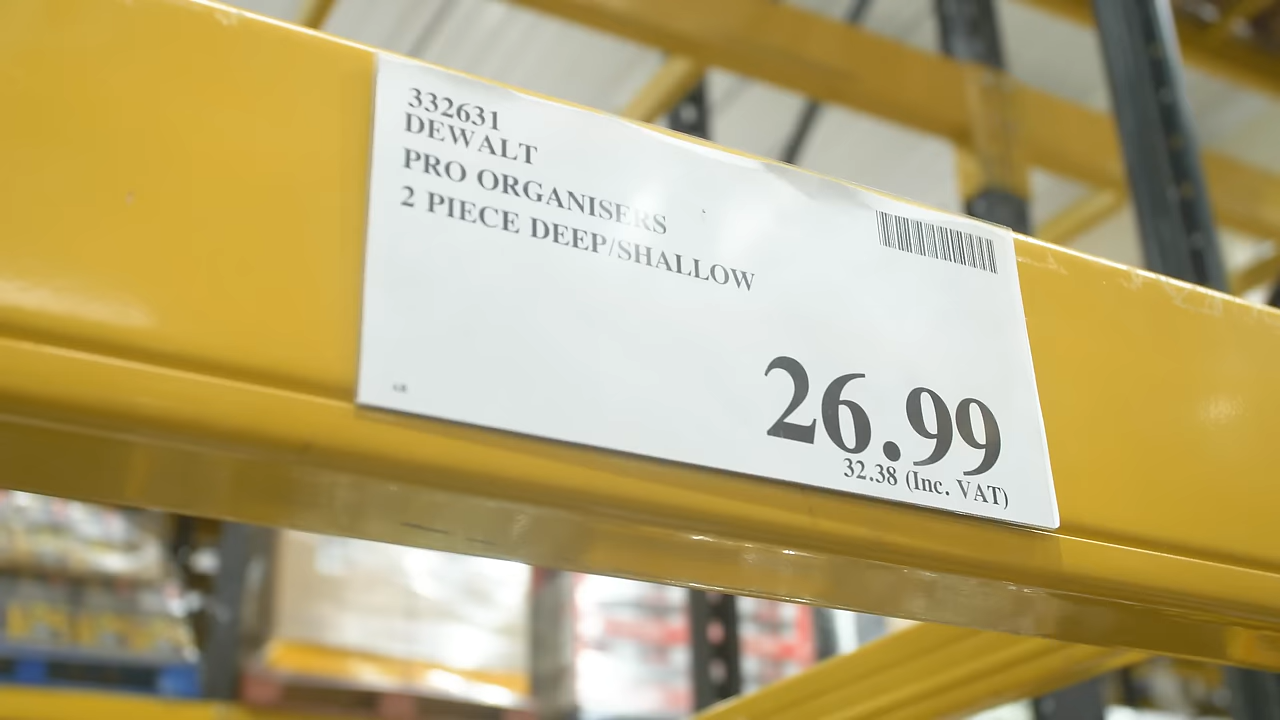 332631
DEWALT
PRO ORGANISERS
2 PIECE DEEP/SHALLOW
26.99
32.38 (Inc. VAT)